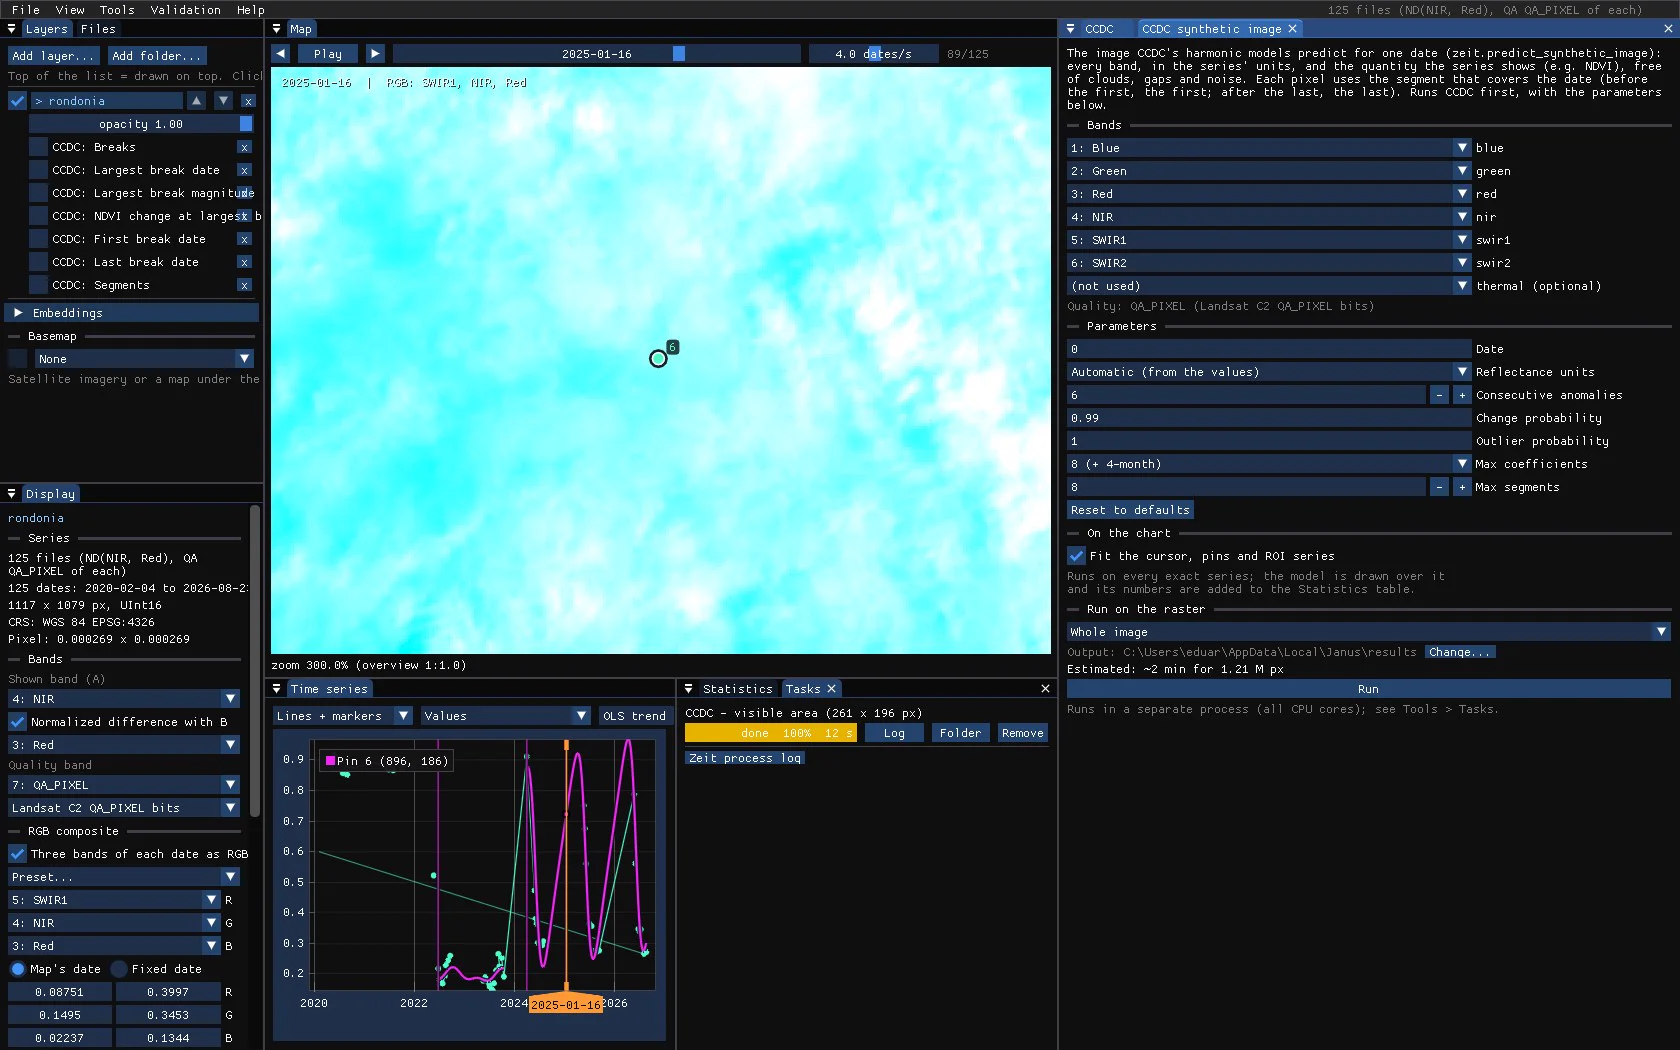 File View Tools Validation Help
125 files (ND(NIR, Red), QA QA_PIXEL of each)
Layers Files
Add layer... Add folder...
Top of the list = drawn on top. Clic
> rondonia x
opacity 1.00
CCDC: Breaks x
CCDC: Largest break date x
CCDC: Largest break magnitude
CCDC: NDVI change at largest b
CCDC: First break date x
CCDC: Last break date x
CCDC: Segments x
Embeddings
Basemap
None
Satellite imagery or a map under the
Display
rondonia
Series
125 files (ND(NIR, Red), QA
QA_PIXEL of each)
125 dates: 2020-02-04 to 2026-08-2
1117 x 1079 px, UInt16
CRS: WGS 84 EPSG:4326
Pixel: 0.000269 x 0.000269
Bands
Shown band (A)
4: NIR
Normalized difference with B
3: Red
Quality band
7: QA_PIXEL
Landsat C2 QA_PIXEL bits
RGB composite
Three bands of each date as RGB
Preset...
5: SWIR1 R
4: NIR G
3: Red B
Map's date Fixed date
0.08751 0.3997 R
0.1495 0.3453 G
0.02237 0.1344 B
Map
Play 2025-01-16 4.0 dates/s 89/125
2025-01-16 | RGB: SWIR1, NIR, Red
6
zoom 300.0% (overview 1:1.0)
Time series
Lines + markers Values OLS trend
Pin 6 (896, 186)
0.9
0.8
0.7
0.6
0.5
0.4
0.3
0.2
2020 2022 2024 2025-01-16 2026
Statistics Tasks
CCDC - visible area (261 x 196 px)
done 100% 12 s Log Folder Remove
Zeit process log
CCDC CCDC synthetic image
The image CCDC's harmonic models predict for one date (zeit.predict_synthetic_image):
every band, in the series' units, and the quantity the series shows (e.g. NDVI), free
of clouds, gaps and noise. Each pixel uses the segment that covers the date (before
the first, the first; after the last, the last). Runs CCDC first, with the parameters
below.
Bands
1: Blue blue
2: Green green
3: Red red
4: NIR nir
5: SWIR1 swir1
6: SWIR2 swir2
(not used) thermal (optional)
Quality: QA_PIXEL (Landsat C2 QA_PIXEL bits)
Parameters
0 Date
Automatic (from the values) Reflectance units
6 - + Consecutive anomalies
0.99 Change probability
1 Outlier probability
8 (+ 4-month) Max coefficients
8 - + Max segments
Reset to defaults
On the chart
Fit the cursor, pins and ROI series
Runs on every exact series; the model is drawn over it
and its numbers are added to the Statistics table.
Run on the raster
Whole image
Output: C:\Users\eduar\AppData\Local\Janus\results Change...
Estimated: ~2 min for 1.21 M px
Run
Runs in a separate process (all CPU cores); see Tools > Tasks.